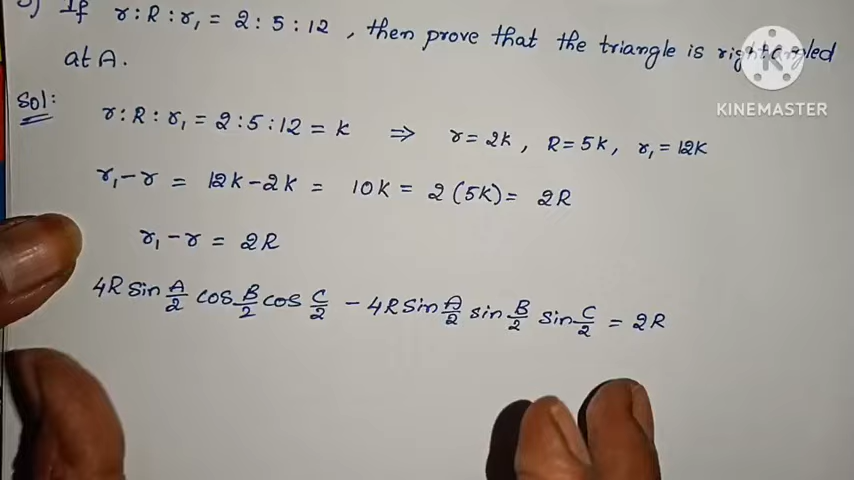 If r : R : r₁ = 2 : 5 : 12 , then prove that the triangle is rightangled
at A.
Sol:
r : R : r₁ = 2 : 5 : 12 = k ⇒ r = 2k , R = 5k , r₁ = 12k
r₁ - r = 12k - 2k = 10k = 2 (5k) = 2R
r₁ - r = 2R
4R sin A/2 cos B/2 cos C/2 - 4R sin A/2 sin B/2 sin C/2 = 2R
KINEMASTER